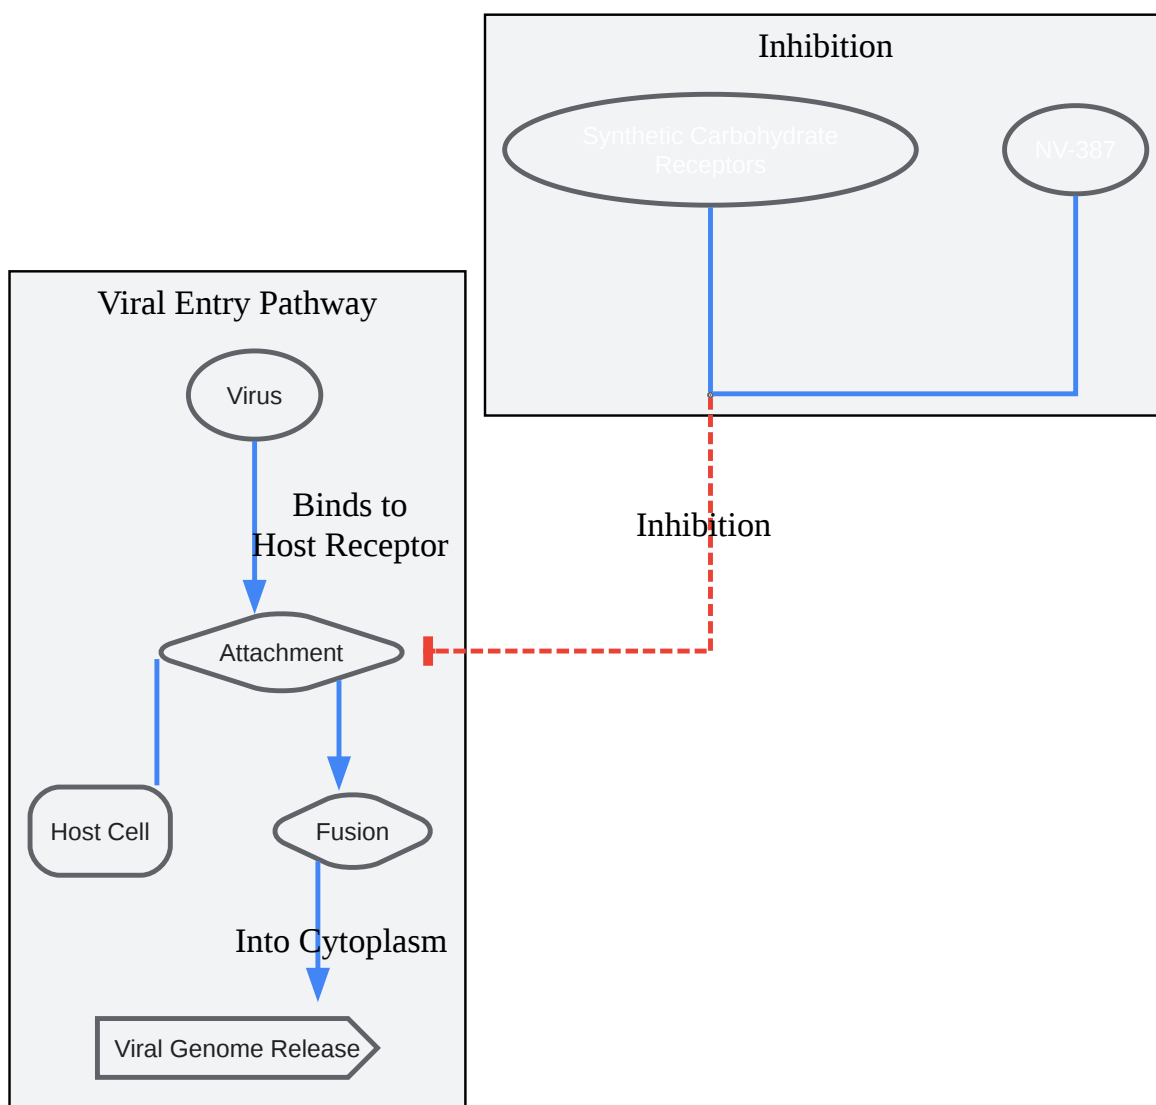 Inhibition
Synthetic Carbohydrate
Receptors
NV-387
Viral Entry Pathway
Virus
Binds to
Host Receptor
Inhibition
Attachment
Host Cell
Fusion
Into Cytoplasm
Viral Genome Release